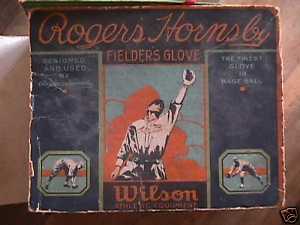 Rogers Hornsby
FIELDERS GLOVE
DESIGNED
AND USED
BY
THE FINEST
GLOVE
IN
BASE BALL
Wilson
ATHLETIC EQUIPMENT